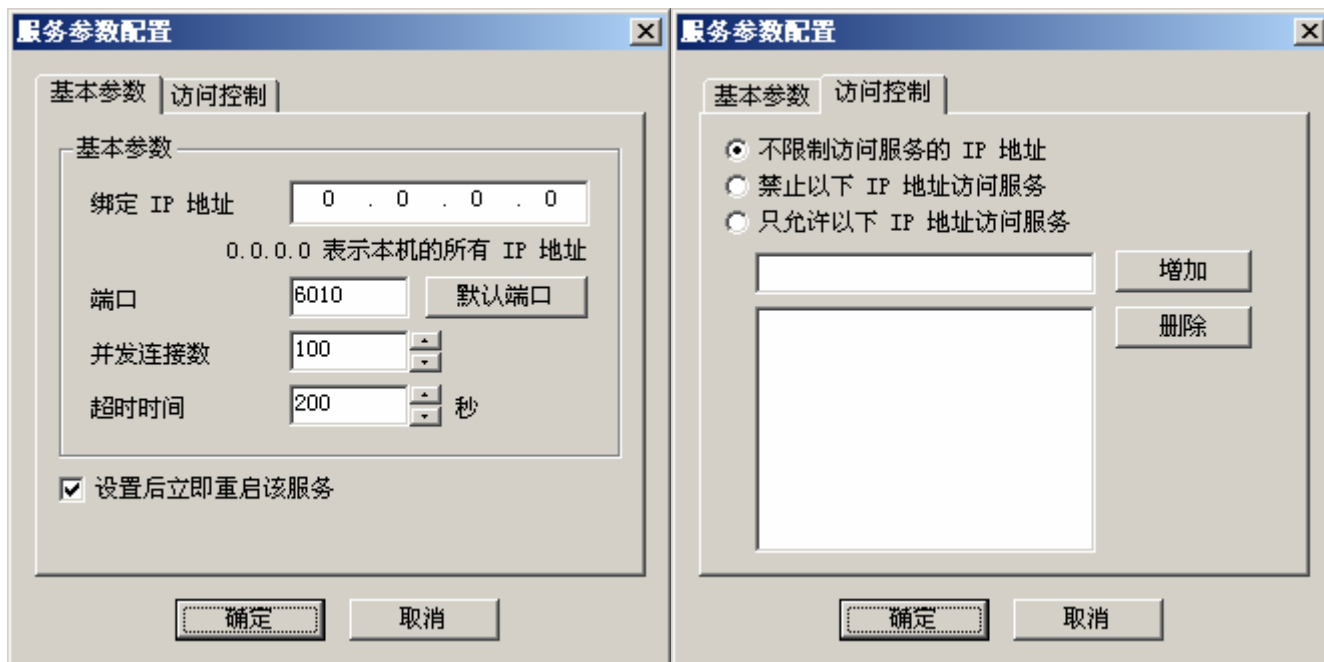 服务参数配置
基本参数 访问控制
基本参数
绑定 IP 地址 0 . 0 . 0 . 0
0.0.0.0 表示本机的所有 IP 地址
端口 6010 默认端口
并发连接数 100
超时时间 200 秒
设置后立即重启该服务
确定 取消
服务参数配置
基本参数 访问控制
不限制访问服务的 IP 地址
禁止以下 IP 地址访问服务
只允许以下 IP 地址访问服务
增加
删除
确定 取消